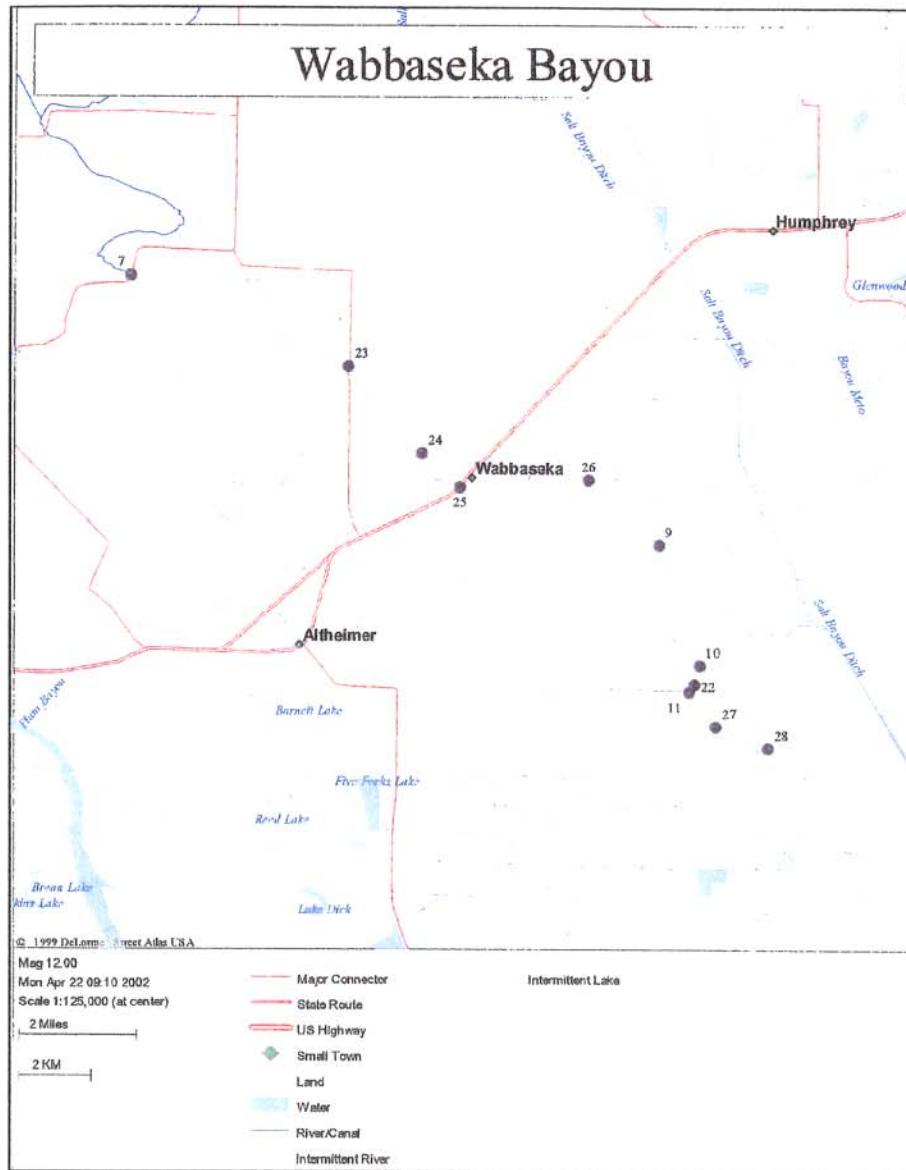 Wabbaseka Bayou
Salt Bayou Ditch
Humphrey
7
Glenwood
Salt Bayou Ditch
23
Bayou Meto
24
Wabbaseka
26
25
9
Salt Bayou Ditch
Altheimer
10
Plum Bayou
22
11
Barnett Lake
27
28
Five Forks Lake
Reed Lake
Lake
Lake
Lake Dick
© 1999 DeLorme Street Atlas USA
Mag 12.00
Mon Apr 22 09:10 2002
Scale 1:125,000 (at center)
2 Miles
2 KM
Major Connector
State Route
US Highway
Small Town
Land
Water
River/Canal
Intermittent River
Intermittent Lake